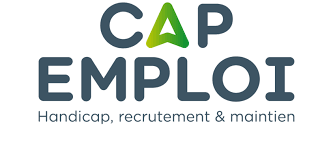 CAP
EMPLOI
Handicap, recrutement & maintien